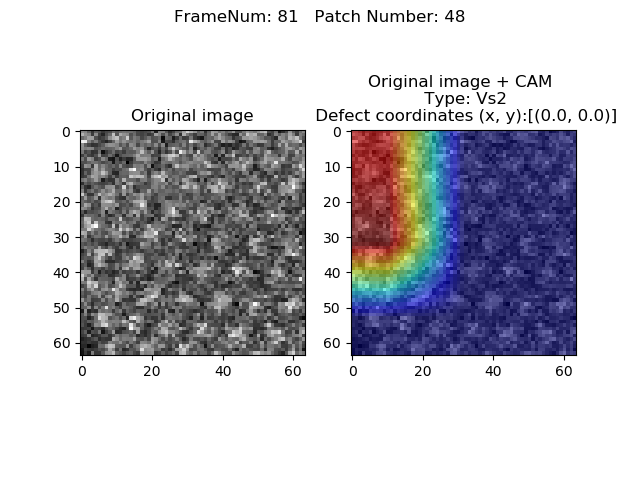 FrameNum: 81   Patch Number: 48
Original image
0
10
20
30
40
50
60
0 20 40 60
Original image + CAM
Type: Vs2
Defect coordinates (x, y):[(0.0, 0.0)]
0
10
20
30
40
50
60
0 20 40 60